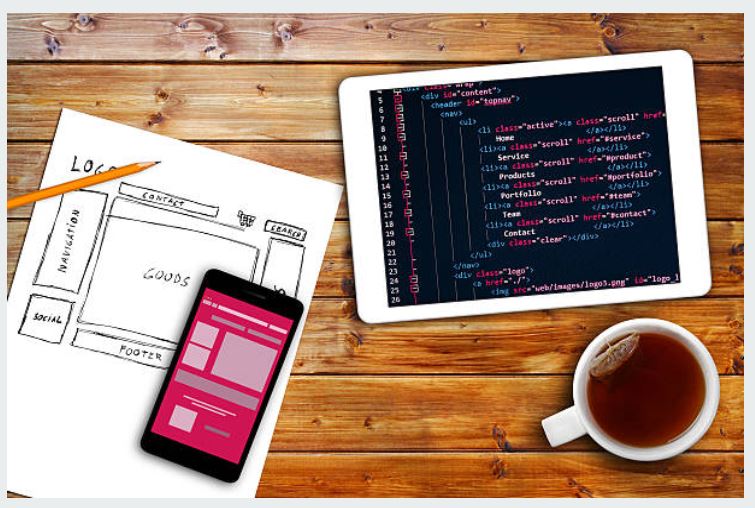 LOGO
CONTACT
NAVIGATION
SEARCH
GOODS
SOCIAL
FOOTER
4
5 <div id="content">
6 <header id="topnav">
7 <nav>
8 <ul>
9 <li class="active"><a class="scroll" href=
Home </a></li>
10 <li><a class="scroll" href="#service">
11 Service </a></li>
12 <li><a class="scroll" href="#product">
13 Products </a></li>
14 <li><a class="scroll" href="#portfolio">
15 Portfolio </a></li>
16 <li><a class="scroll" href="#team">
17 Team </a></li>
18 <li><a class="scroll" href="#contact">
19 Contact </a></li>
20 <div class="clear"></div>
21 </ul>
22 </nav>
23 <div class="logo">
24 <a href="./">
25 <img src="web/images/logo3.png" id="logo_
26